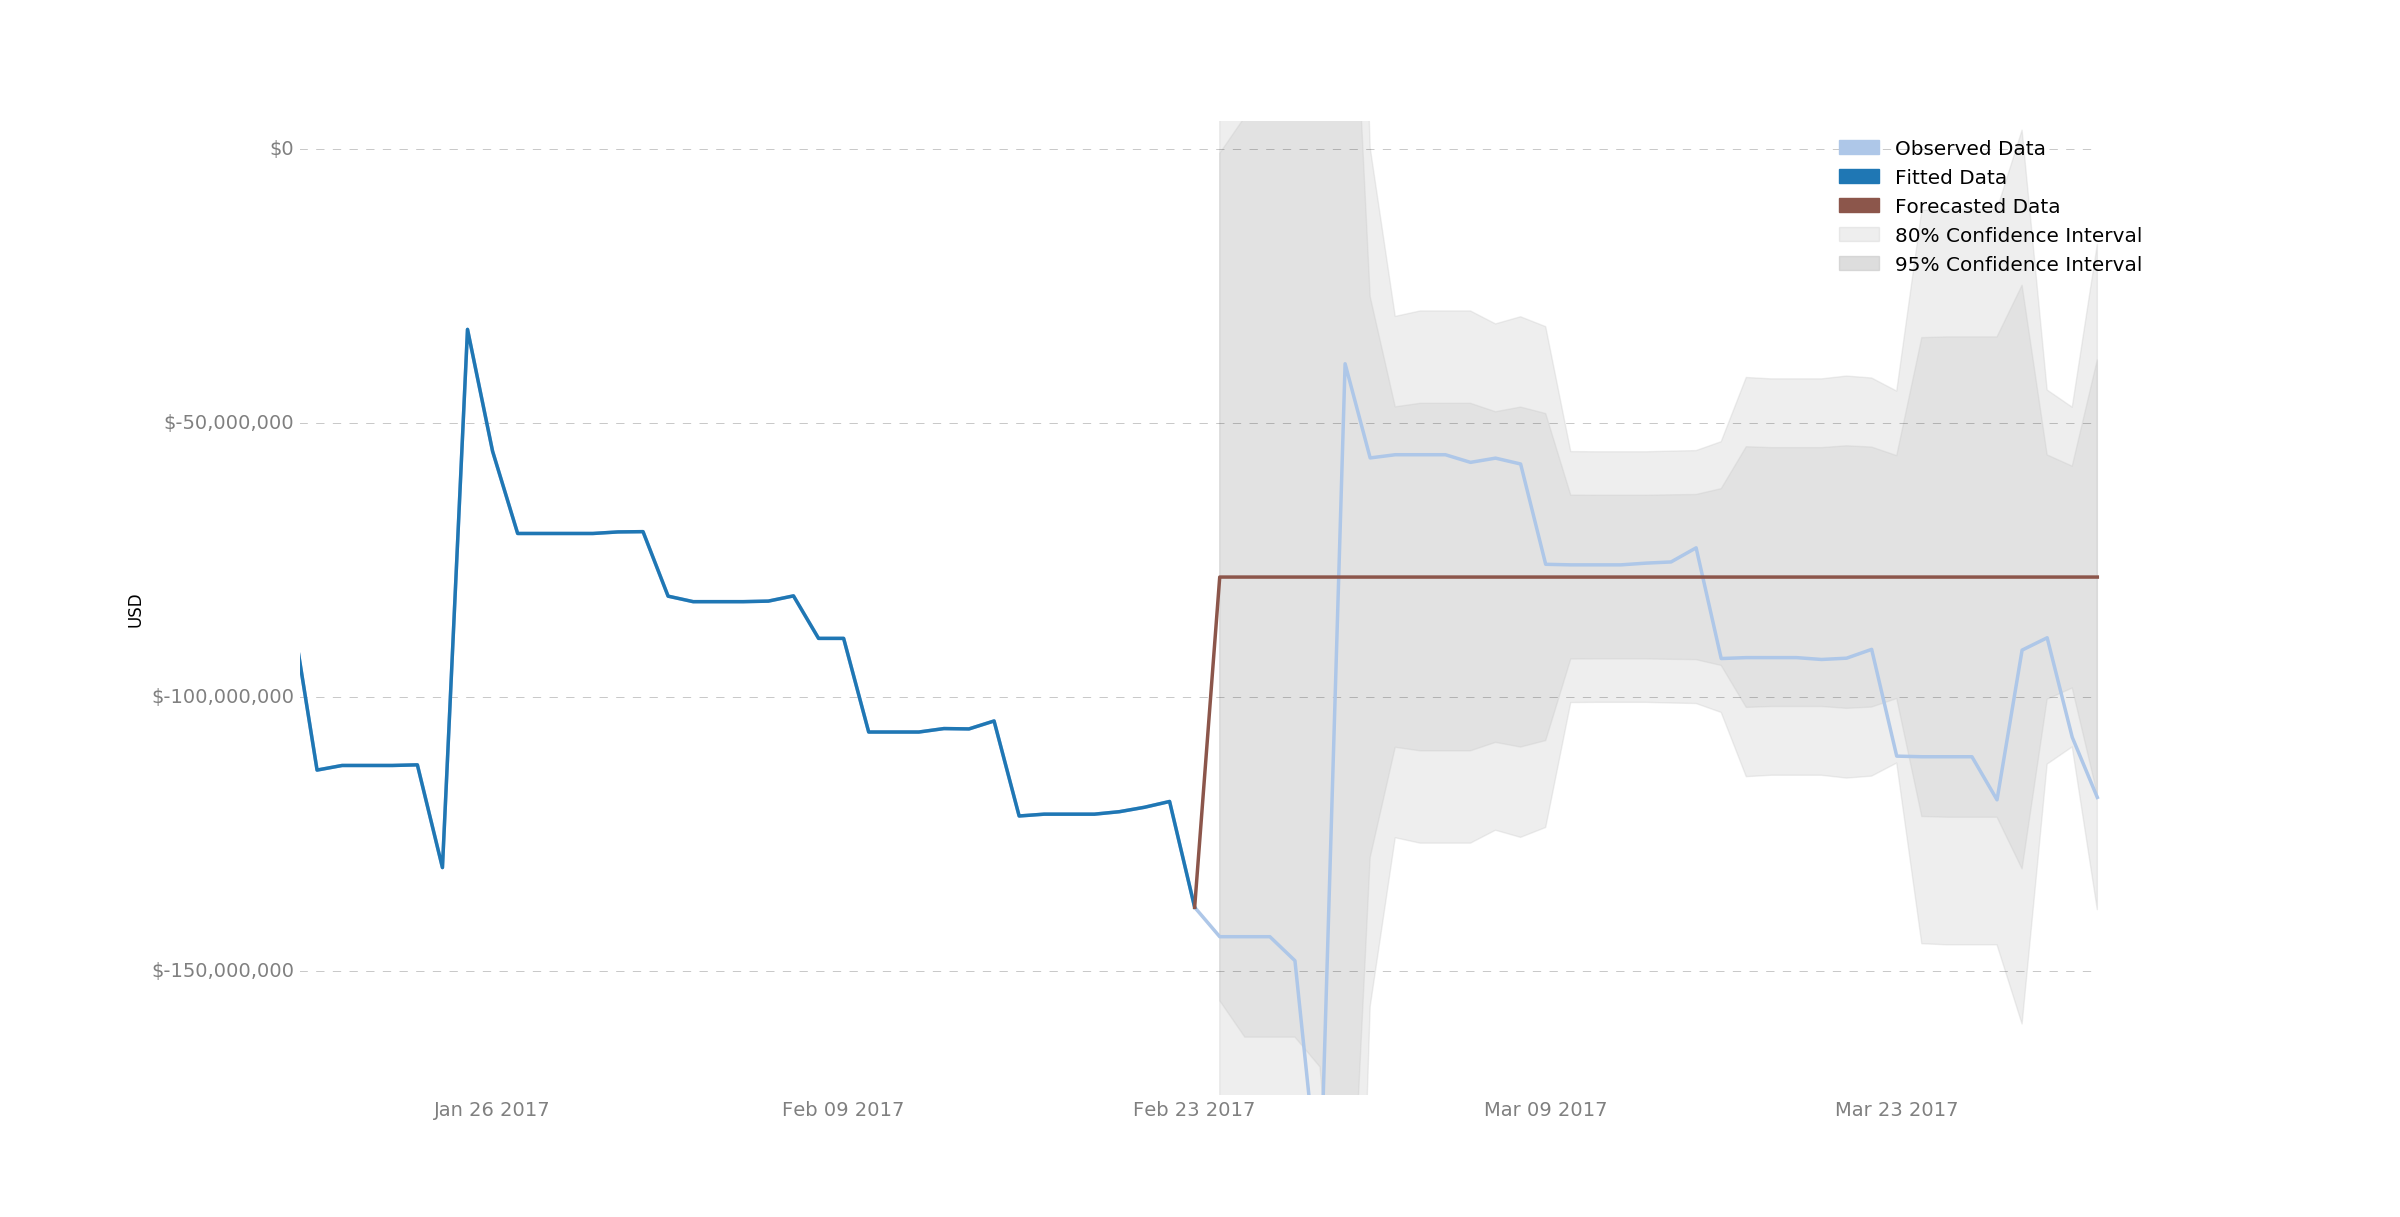 $0
$-50,000,000
$-100,000,000
$-150,000,000
USD
Observed Data
Fitted Data
Forecasted Data
80% Confidence Interval
95% Confidence Interval
Jan 26 2017
Feb 09 2017
Feb 23 2017
Mar 09 2017
Mar 23 2017